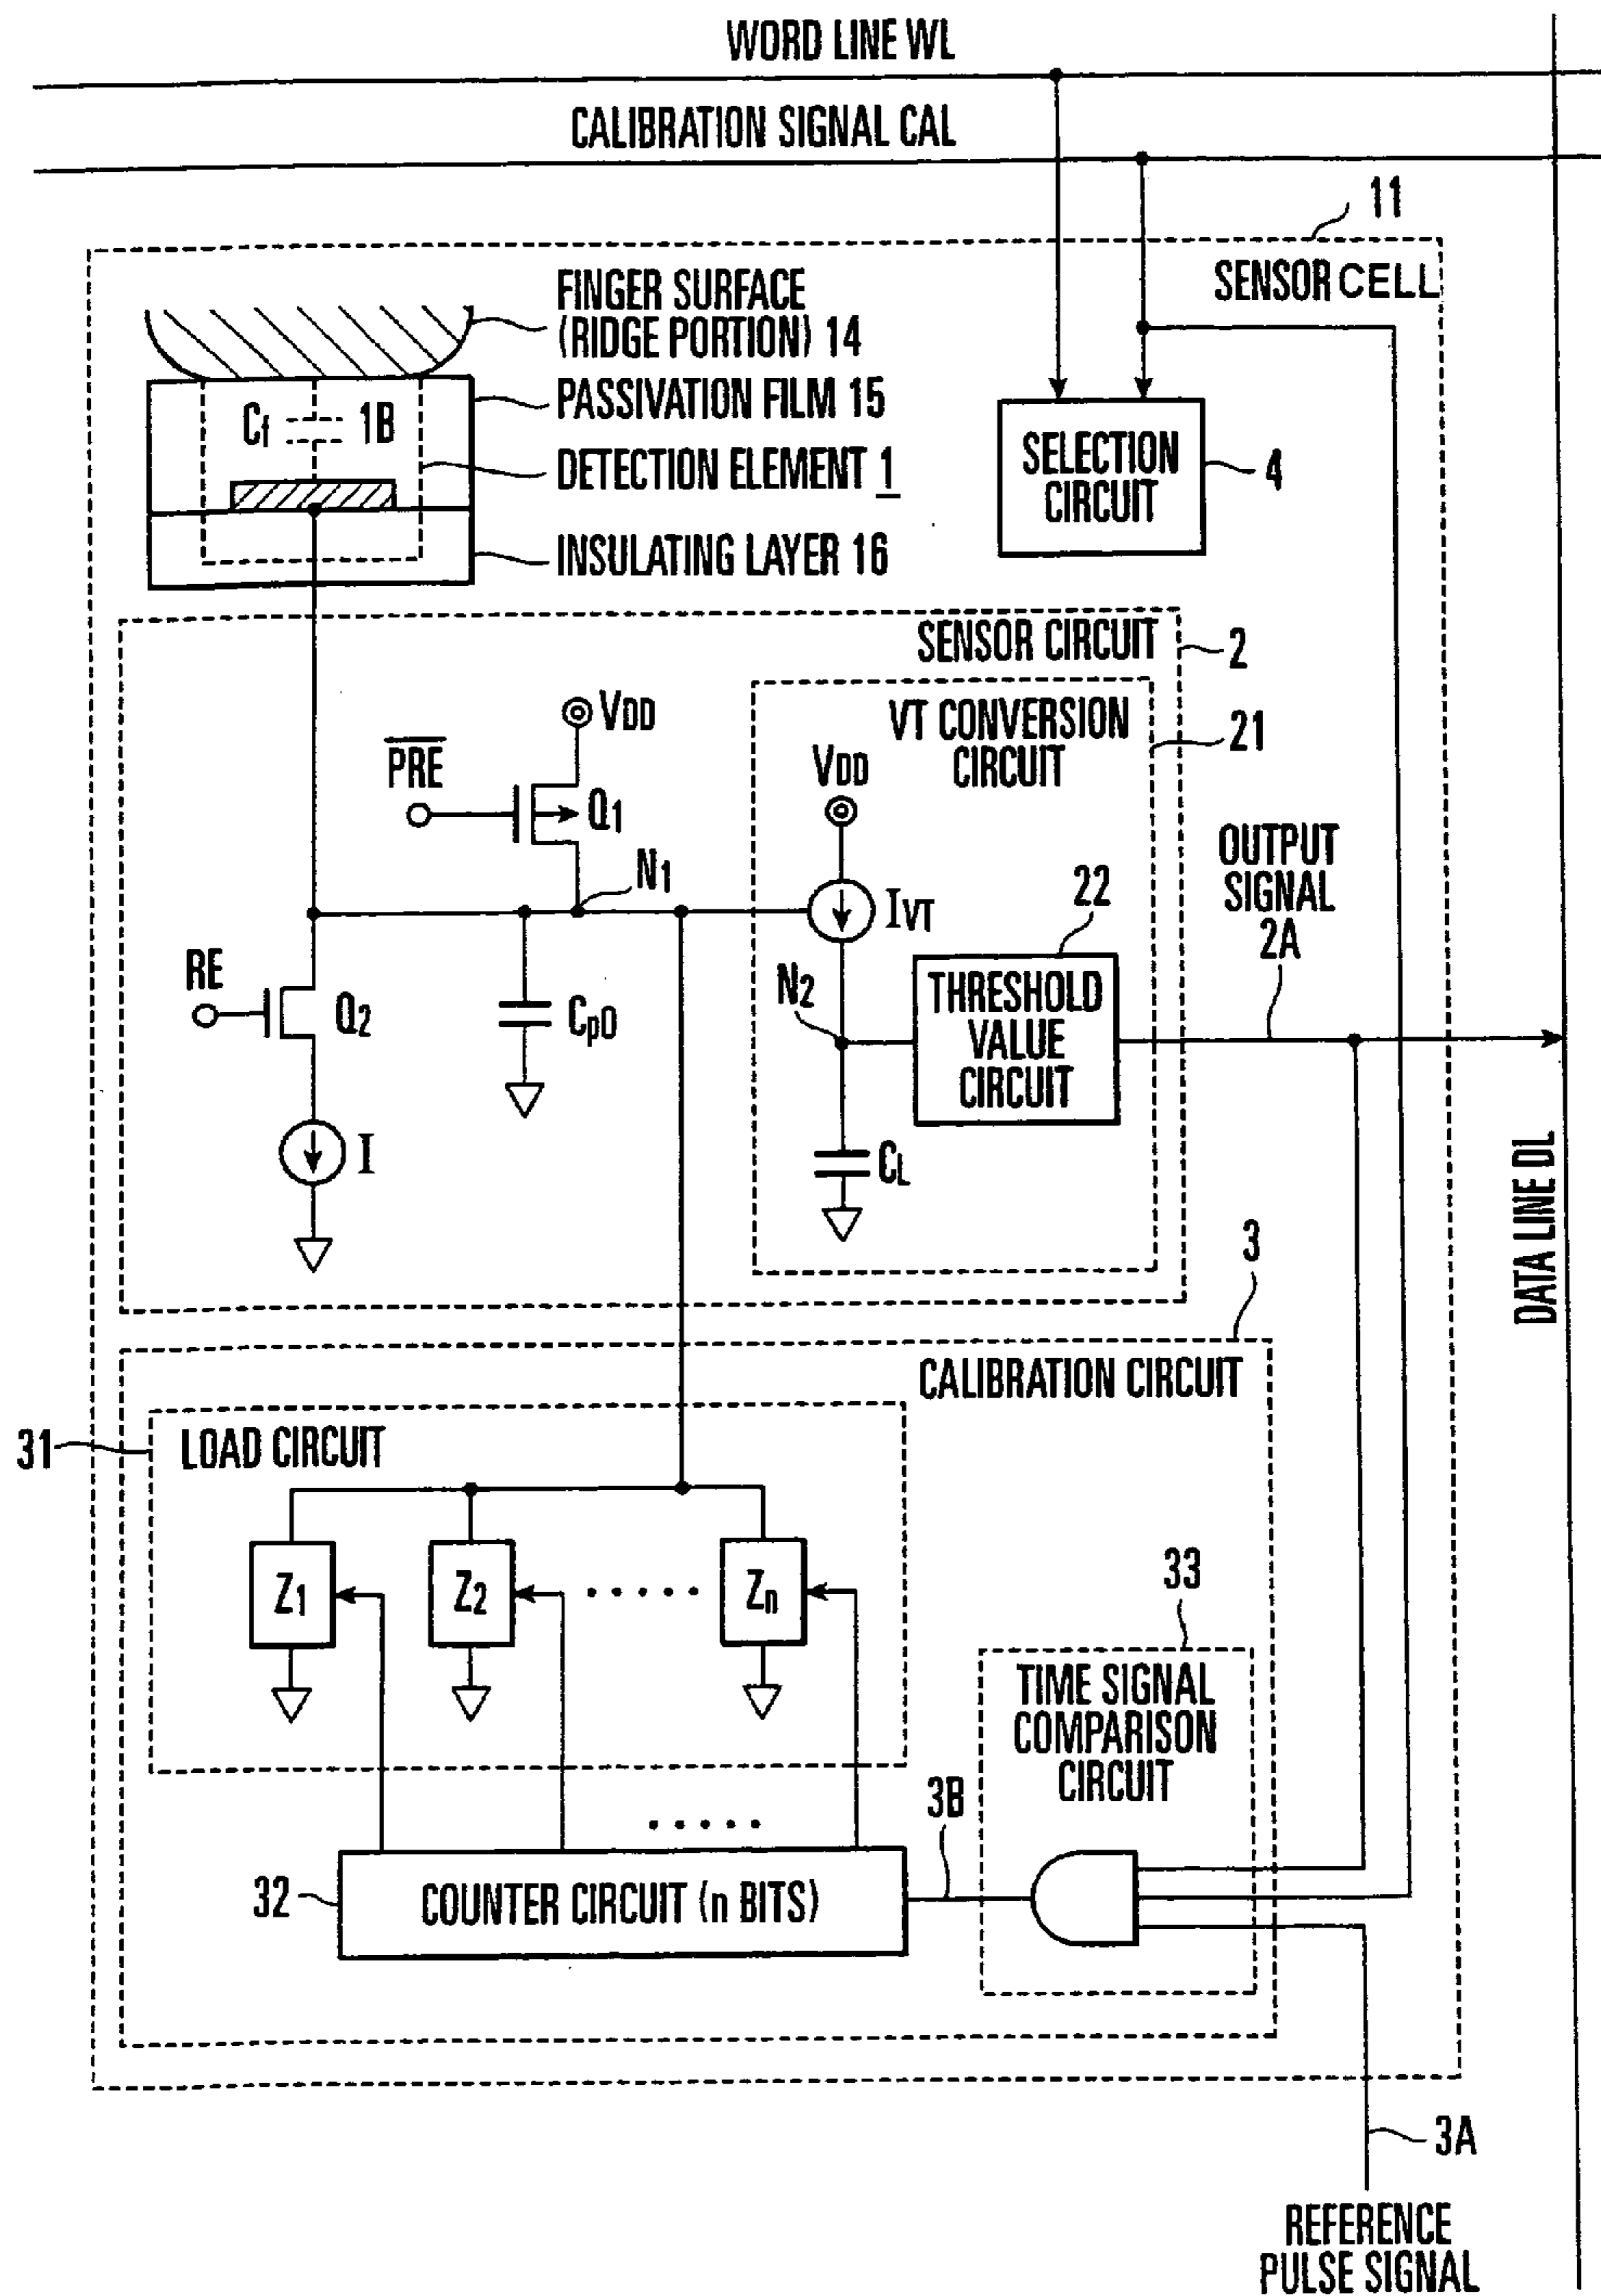 WORD LINE WL
CALIBRATION SIGNAL CAL
11
SENSOR CELL
FINGER SURFACE
(RIDGE PORTION) 14
PASSIVATION FILM 15
Cf 1B
DETECTION ELEMENT 1
INSULATING LAYER 16
SELECTION
CIRCUIT
4
SENSOR CIRCUIT
2
VT CONVERSION
CIRCUIT
21
VDD
PRE
Q1
N1
VDD
IVT
22
OUTPUT
SIGNAL
2A
RE
Q2
Cp0
N2
THRESHOLD
VALUE
CIRCUIT
I
CL
DATA LINE DL
3
CALIBRATION CIRCUIT
31
LOAD CIRCUIT
Z1
Z2
.....
Zn
33
TIME SIGNAL
COMPARISON
CIRCUIT
3B
.....
32
COUNTER CIRCUIT (n BITS)
3A
REFERENCE
PULSE SIGNAL